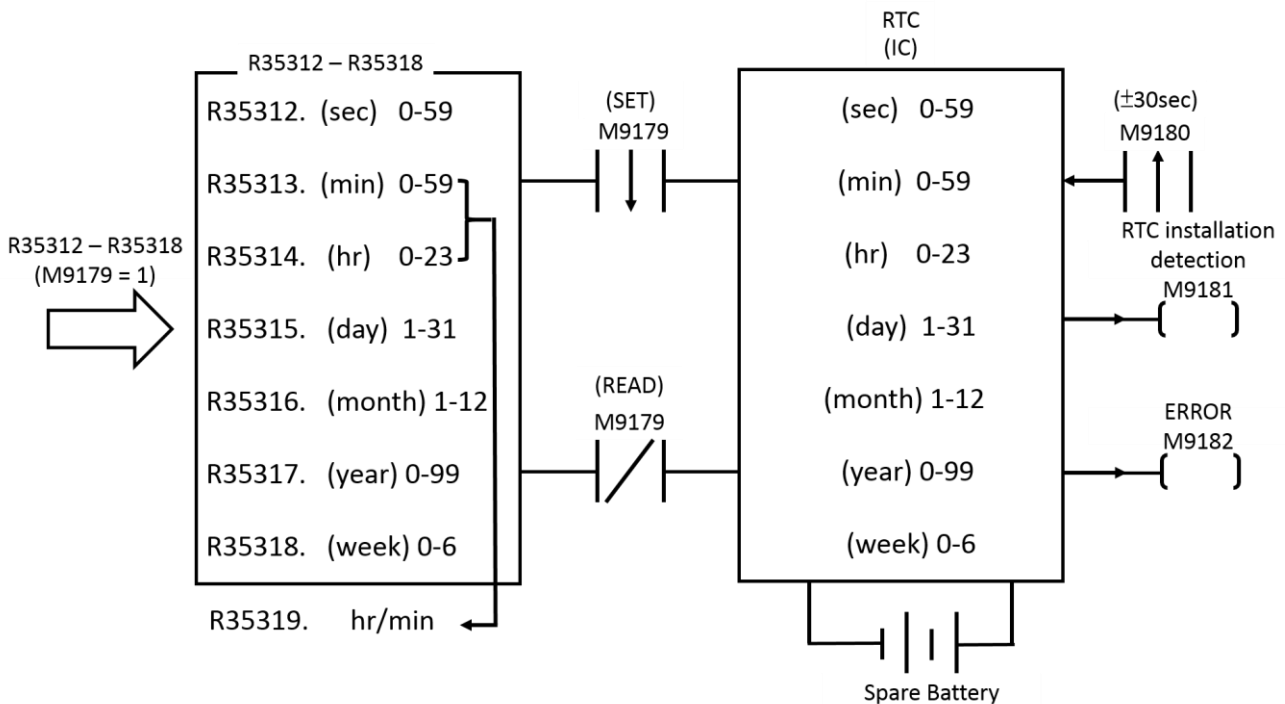 R35312 – R35318
(M9179 = 1)
R35312 – R35318
R35312. (sec) 0-59
R35313. (min) 0-59
R35314. (hr) 0-23
R35315. (day) 1-31
R35316. (month) 1-12
R35317. (year) 0-99
R35318. (week) 0-6
R35319. hr/min
(SET)
M9179
(READ)
M9179
RTC
(IC)
(sec) 0-59
(min) 0-59
(hr) 0-23
(day) 1-31
(month) 1-12
(year) 0-99
(week) 0-6
Spare Battery
(±30sec)
M9180
RTC installation
detection
M9181
ERROR
M9182